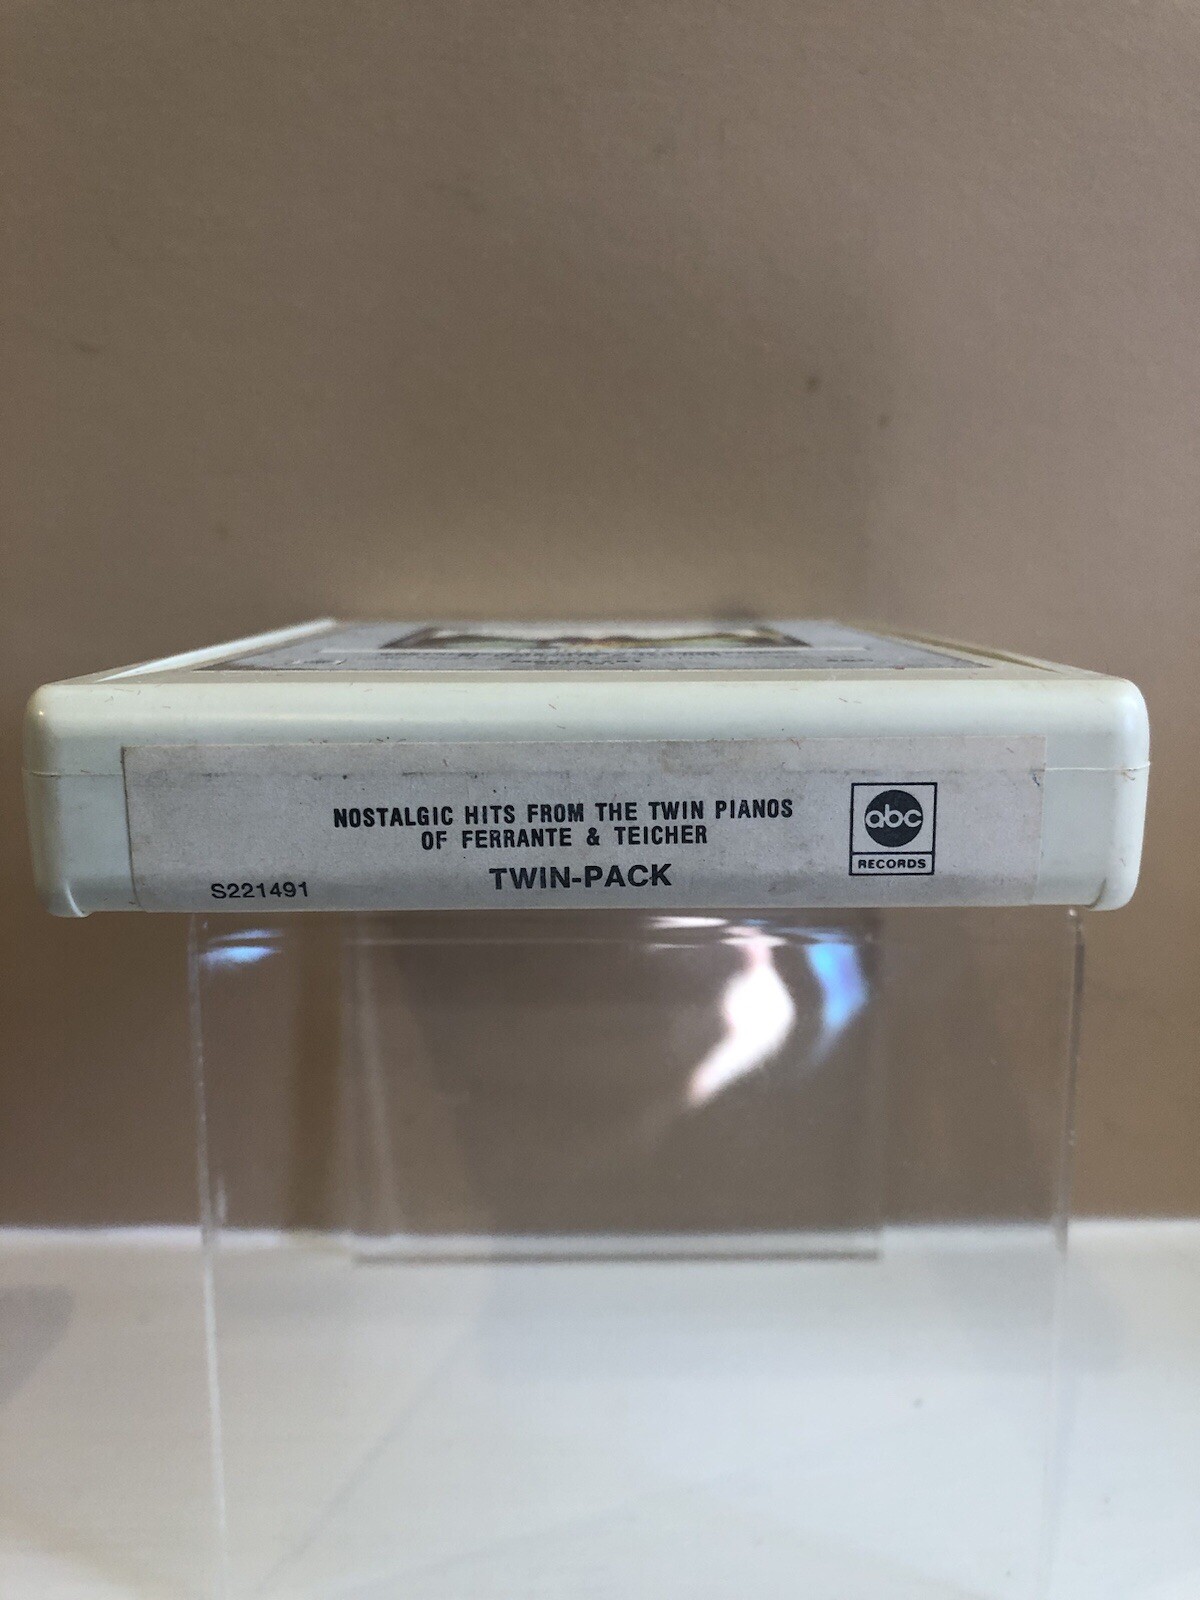 NOSTALGIC HITS FROM THE TWIN PIANOS
OF FERRANTE & TEICHER
TWIN-PACK
S221491
abc
RECORDS